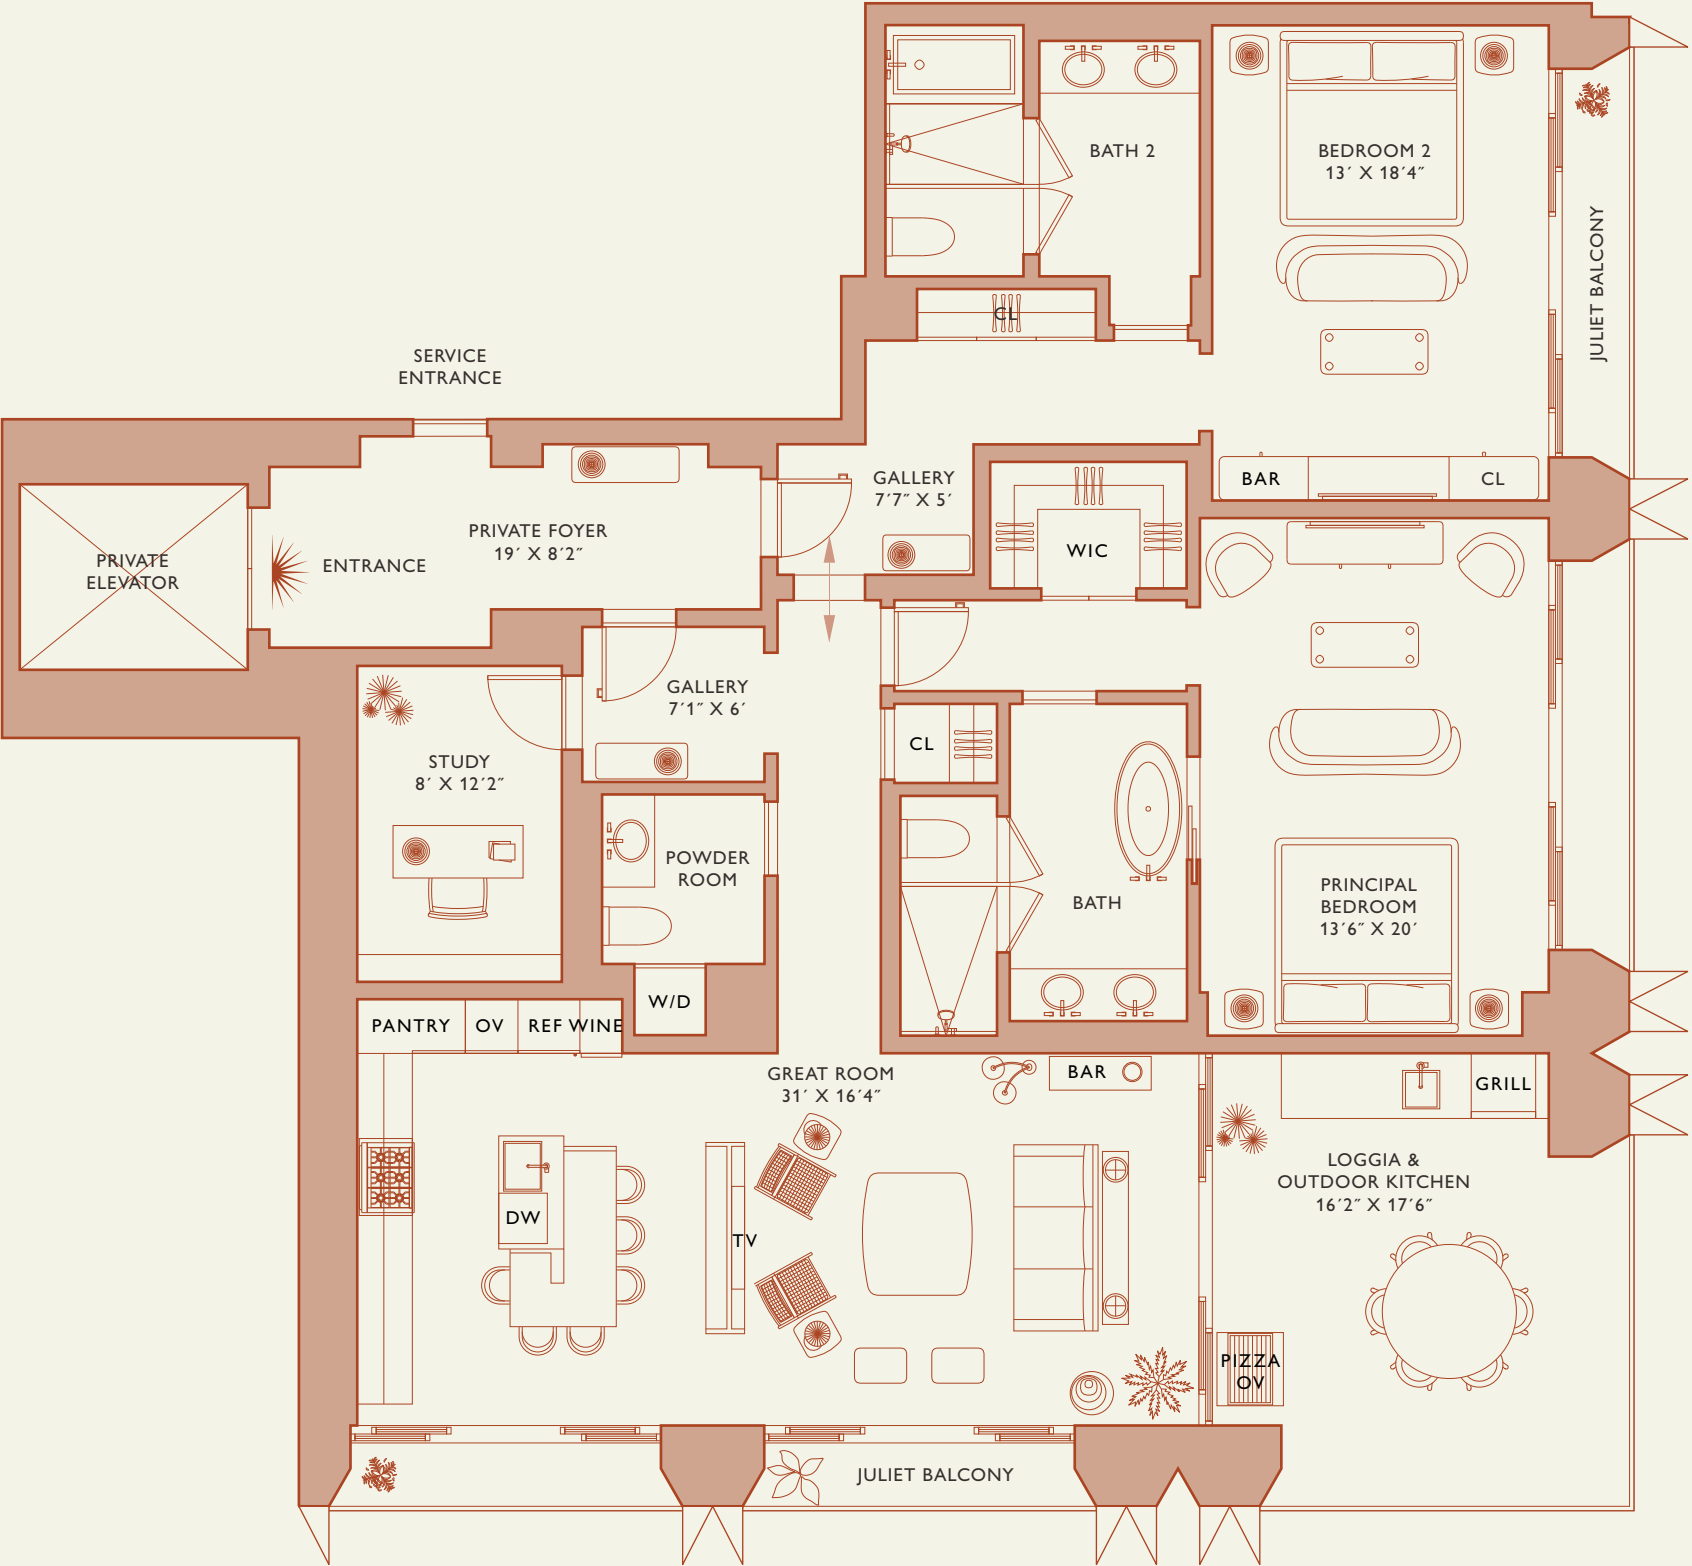 BATH 2
BEDROOM 2
13′ X 18′4″
JULIET BALCONY
CL
SERVICE
ENTRANCE
GALLERY
7′7″ X 5′
BAR
CL
PRIVATE FOYER
19′ X 8′2″
PRIVATE
ELEVATOR
ENTRANCE
WIC
GALLERY
7′1″ X 6′
STUDY
8′ X 12′2″
CL
POWDER
ROOM
BATH
PRINCIPAL
BEDROOM
13′6″ X 20′
W/D
PANTRY
OV
REF
WINE
GREAT ROOM
31′ X 16′4″
BAR
GRILL
LOGGIA &
OUTDOOR KITCHEN
16′2″ X 17′6″
DW
TV
PIZZA
OV
JULIET BALCONY